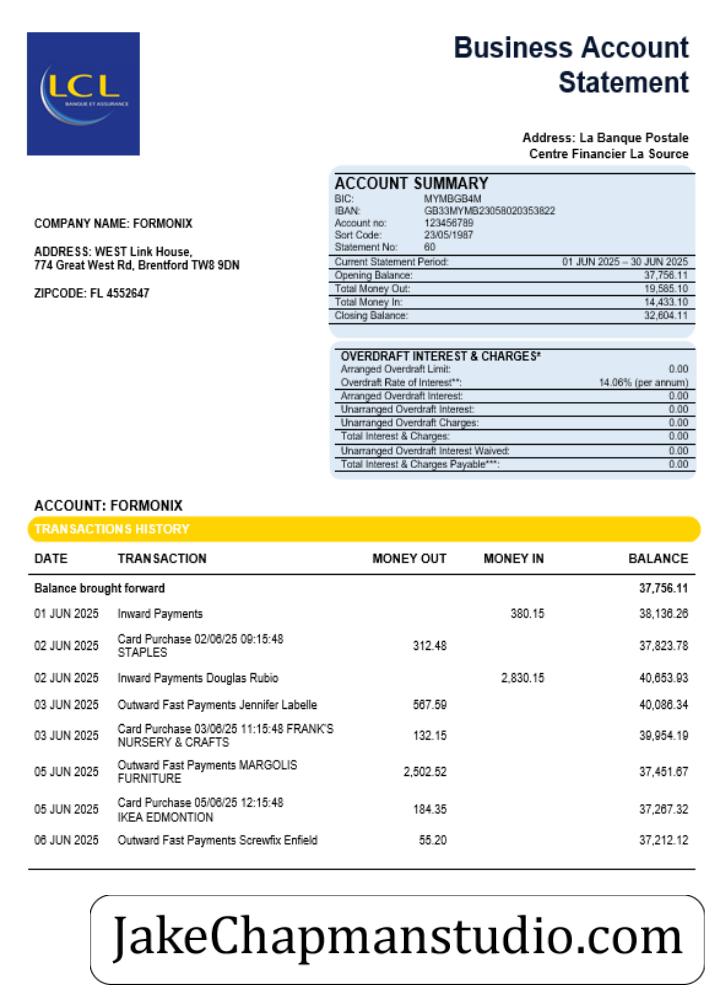 LCL
BANQUE ET ASSURANCE
Business Account
Statement
Address: La Banque Postale
Centre Financier La Source
COMPANY NAME: FORMONIX
ADDRESS: WEST Link House,
774 Great West Rd, Brentford TW8 9DN
ZIPCODE: FL 4552647
ACCOUNT SUMMARY
BIC: MYMBGB4M
IBAN: GB33MYMB23058020353822
Account no: 123456789
Sort Code: 23/05/1987
Statement No: 60
Current Statement Period: 01 JUN 2025 – 30 JUN 2025
Opening Balance: 37,756.11
Total Money Out: 19,585.10
Total Money In: 14,433.10
Closing Balance: 32,604.11
OVERDRAFT INTEREST & CHARGES*
Arranged Overdraft Limit: 0.00
Overdraft Rate of Interest**: 14.06% (per annum)
Arranged Overdraft Interest: 0.00
Unarranged Overdraft Interest: 0.00
Unarranged Overdraft Charges: 0.00
Total Interest & Charges: 0.00
Unarranged Overdraft Interest Waived: 0.00
Total Interest & Charges Payable***: 0.00
ACCOUNT: FORMONIX
TRANSACTIONS HISTORY
DATE TRANSACTION MONEY OUT MONEY IN BALANCE
Balance brought forward 37,756.11
01 JUN 2025 Inward Payments 380.15 38,136.26
02 JUN 2025 Card Purchase 02/06/25 09:15:48 312.48 37,823.78
STAPLES
02 JUN 2025 Inward Payments Douglas Rubio 2,830.15 40,653.93
03 JUN 2025 Outward Fast Payments Jennifer Labelle 567.59 40,086.34
03 JUN 2025 Card Purchase 03/06/25 11:15:48 FRANK'S 132.15 39,954.19
NURSERY & CRAFTS
05 JUN 2025 Outward Fast Payments MARGOLIS 2,502.52 37,451.67
FURNITURE
05 JUN 2025 Card Purchase 05/06/25 12:15:48 184.35 37,267.32
IKEA EDMONTION
06 JUN 2025 Outward Fast Payments Screwfix Enfield 55.20 37,212.12
JakeChapmanstudio.com